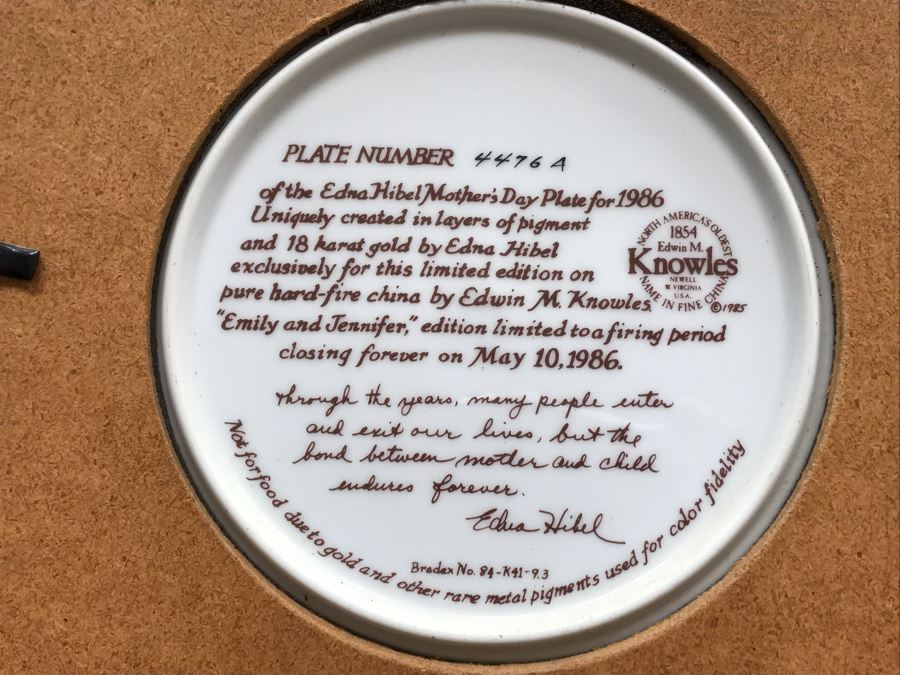 PLATE NUMBER 4476 A
of the Edna Hibel Mother's Day Plate for 1986
Uniquely created in layers of pigment
and 18 karat gold by Edna Hibel
exclusively for this limited edition on
pure hard-fire china by Edwin M. Knowles.
"Emily and Jennifer," edition limited to a firing period
closing forever on May 10, 1986.
NORTH AMERICA'S OLDEST
1854
Edwin M.
Knowles
NEWELL
W. VIRGINIA
U.S.A.
NAME IN FINE CHINA
©1985
Through the years, many people enter
and exit our lives, but the
bond between mother and child
endures forever.
Edna Hibel
Bradex No. 84-K41-9.3
Not for food due to gold and other rare metal pigments used for color fidelity